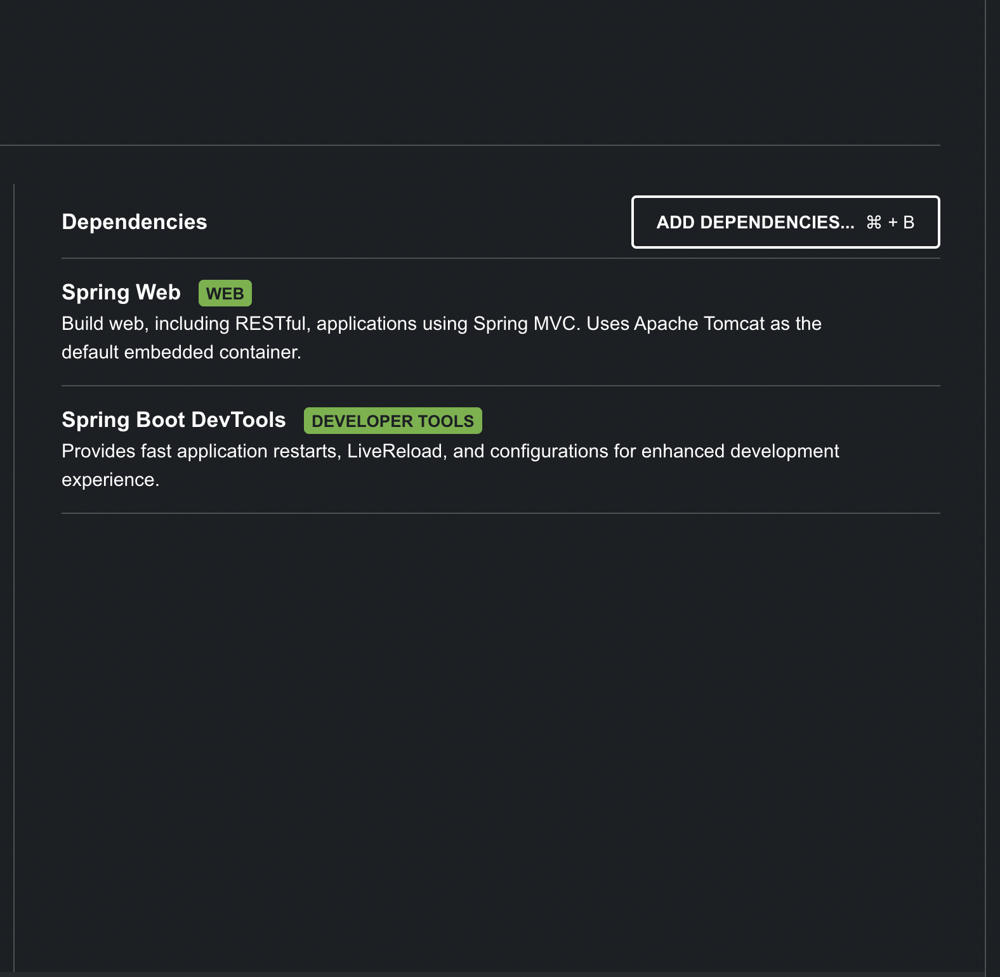 Dependencies
ADD DEPENDENCIES... ⌘ + B
Spring Web WEB
Build web, including RESTful, applications using Spring MVC. Uses Apache Tomcat as the
default embedded container.
Spring Boot DevTools DEVELOPER TOOLS
Provides fast application restarts, LiveReload, and configurations for enhanced development
experience.